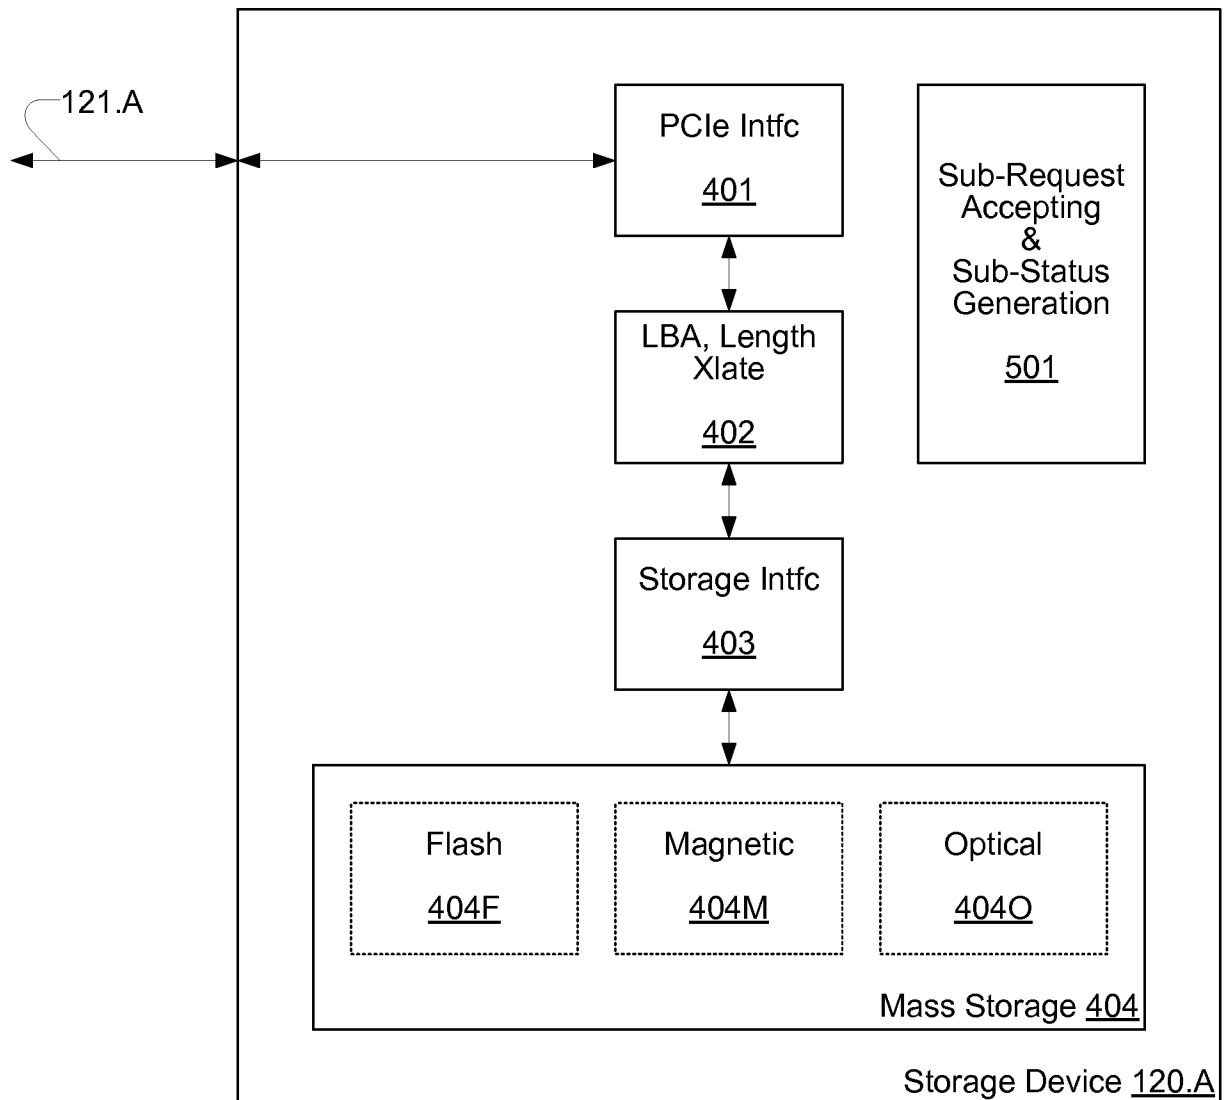 121.A
PCIe Intfc
401
Sub-Request
Accepting
&
Sub-Status
Generation
501
LBA, Length
Xlate
402
Storage Intfc
403
Flash
404F
Magnetic
404M
Optical
404O
Mass Storage 404
Storage Device 120.A